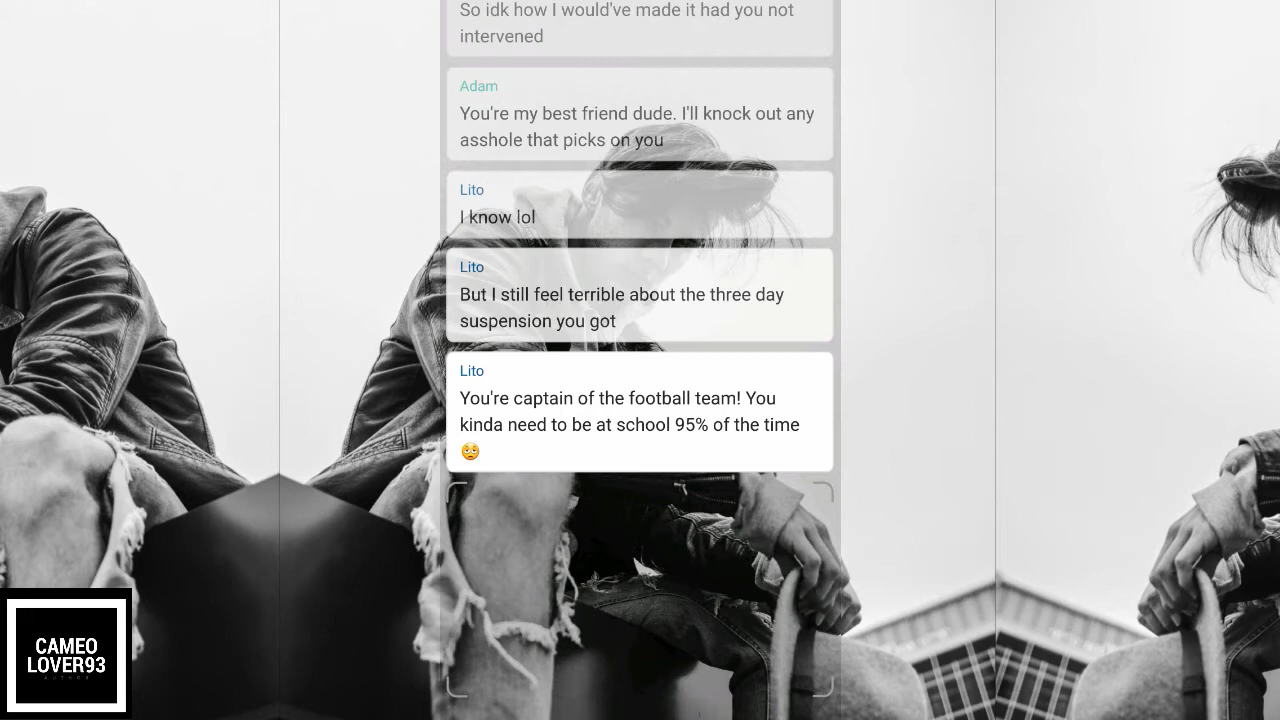 So idk how I would've made it had you not
intervened
Adam
You're my best friend dude. I'll knock out any
asshole that picks on you
Lito
I know lol
Lito
But I still feel terrible about the three day
suspension you got
Lito
You're captain of the football team! You
kinda need to be at school 95% of the time
🥺
CAMEO
LOVER93
AUTHOR